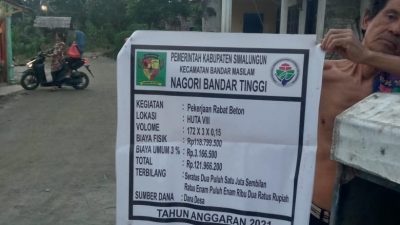 PEMERINTAH KABUPATEN SIMALUNGUN
KECAMATAN BANDAR MASILAM
NAGORI BANDAR TINGGI
KEGIATAN : Pekerjaan Rabat Beton
LOKASI : HUTA VIII
VOLUME : 172 X 3 X 0,15
BIAYA FISIK : Rp118.799.500
BIAYA UMUM 3 % : Rp.3.166.500
TOTAL : Rp.121.966.200
TERBILANG : Seratus Dua Puluh Satu Juta Sembilan
Ratus Enam Puluh Enam Ribu Dua Ratus Rupiah
SUMBER DANA : Dana Desa
TAHUN ANGGARAN 2021